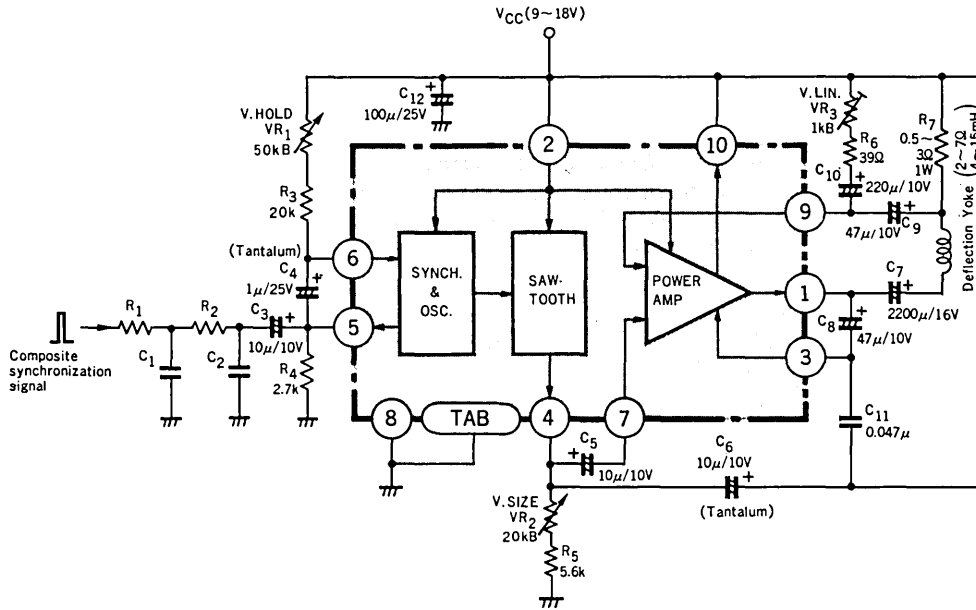 VCC (9~18V)
C12
100μ/25V
V.HOLD
VR1
50kB
R3
20k
(Tantalum)
C4
1μ/25V
R1
R2
C3
10μ/10V
Composite
synchronization
signal
C1
C2
R4
2.7k
2
10
6
5
SYNCH.
&
OSC.
SAW-
TOOTH
POWER
AMP
9
1
3
8
TAB
4
7
V.LIN.
VR3
1kB
R6
39Ω
C10
220μ/10V
47μ/10V
C9
R7
0.5~
3Ω
1W
Deflection Yoke (2~7Ω
C7
2200μ/16V
C8
47μ/10V
C11
0.047μ
C5
10μ/10V
C6
10μ/10V
(Tantalum)
V.SIZE
VR2
20kB
R5
5.6k